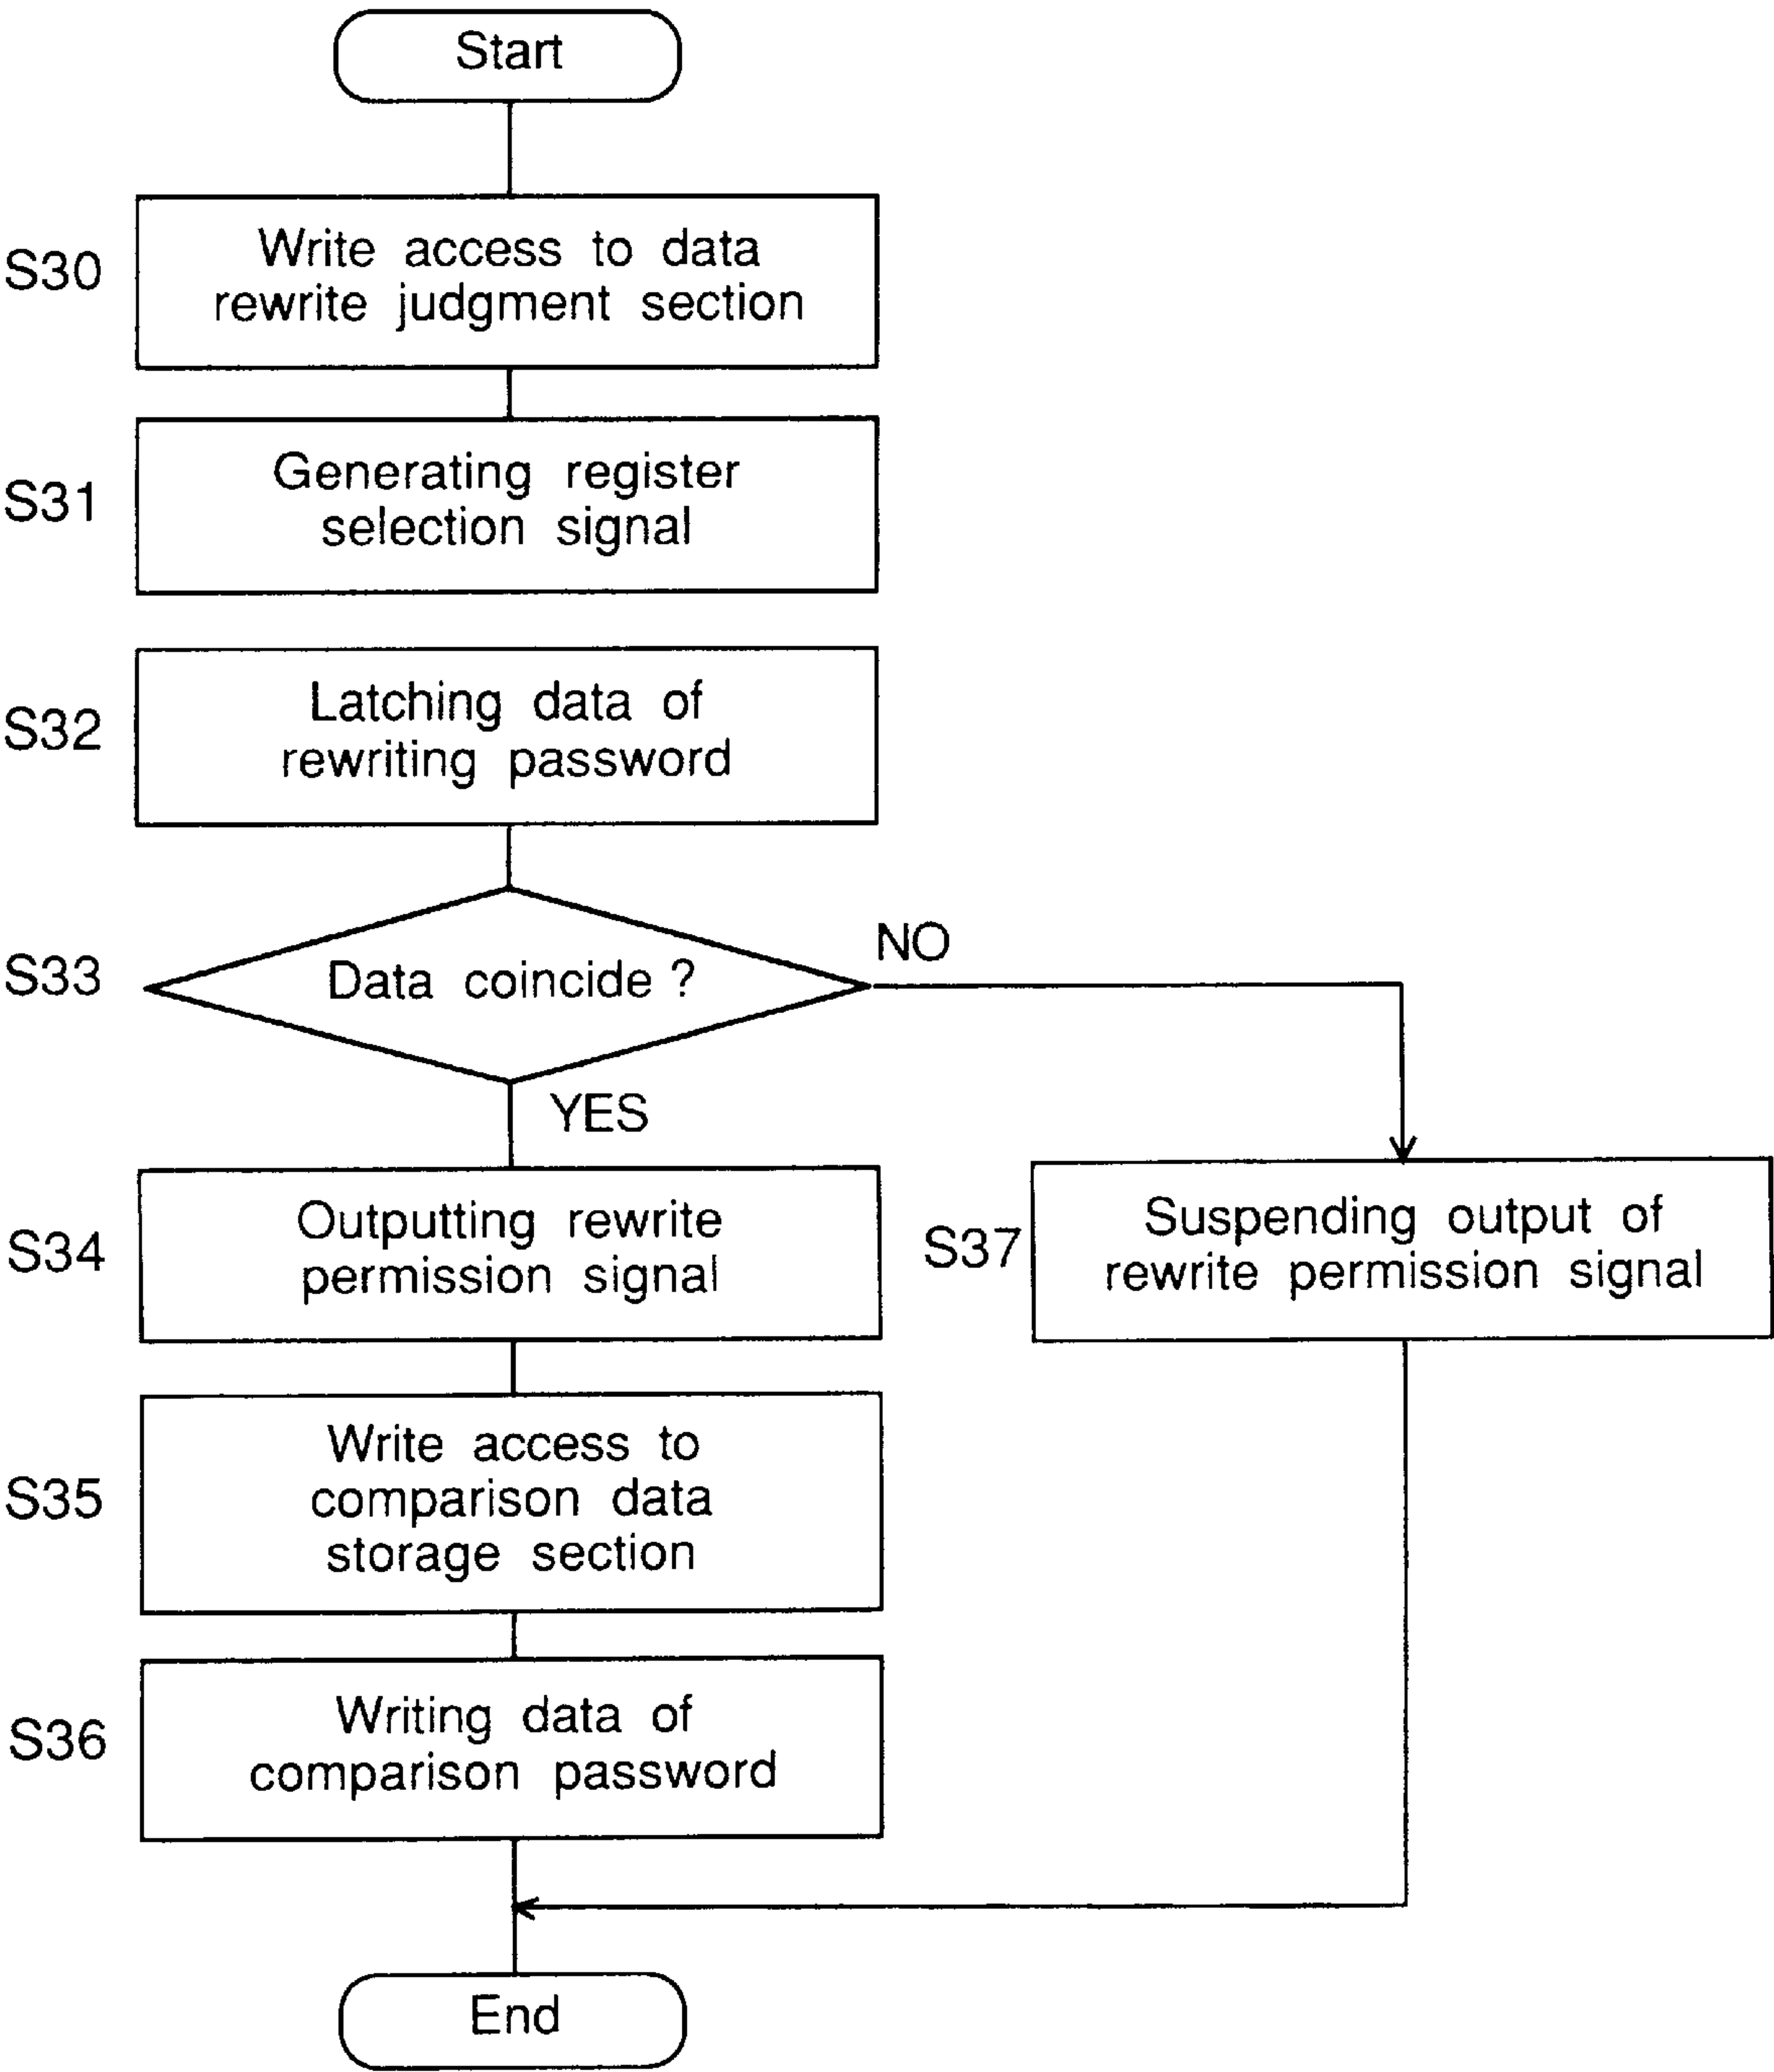 Start
S30
Write access to data
rewrite judgment section
S31
Generating register
selection signal
S32
Latching data of
rewriting password
S33
Data coincide ?
NO
YES
S34
Outputting rewrite
permission signal
S37
Suspending output of
rewrite permission signal
S35
Write access to
comparison data
storage section
S36
Writing data of
comparison password
End